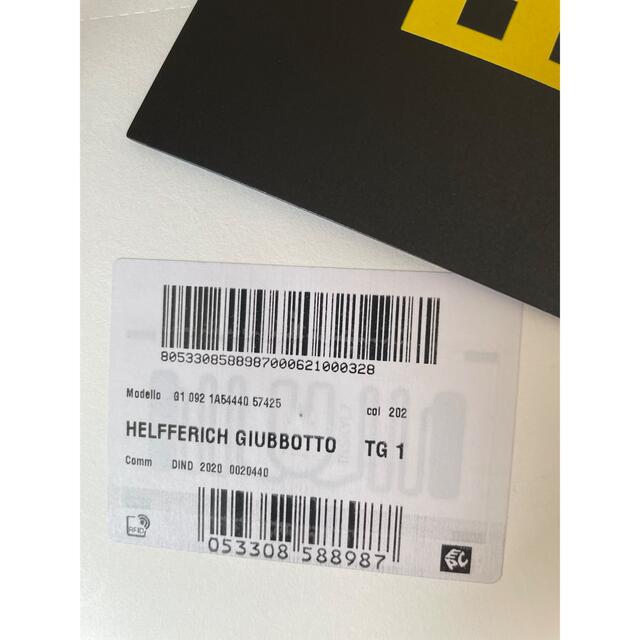 8053308588987000621000328
Modello G1 092 1A54440 57425 col 202
HELFFERICH GIUBBOTTO TG 1
Comm DIND 2020 0020440
RFID
053308 588987
EPC